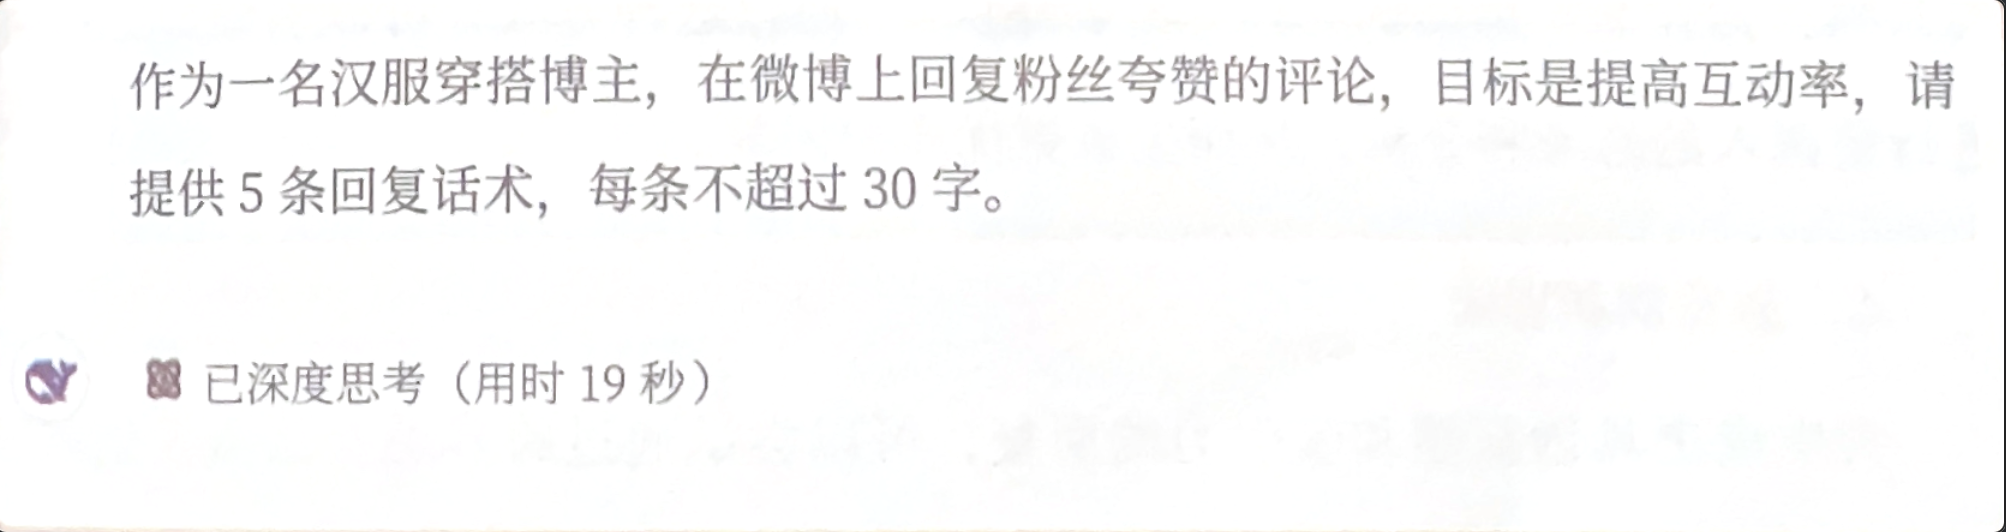 作为一名汉服穿搭博主，在微博上回复粉丝夸赞的评论，目标是提高互动率，请
提供 5 条回复话术，每条不超过 30 字。
已深度思考（用时 19 秒）